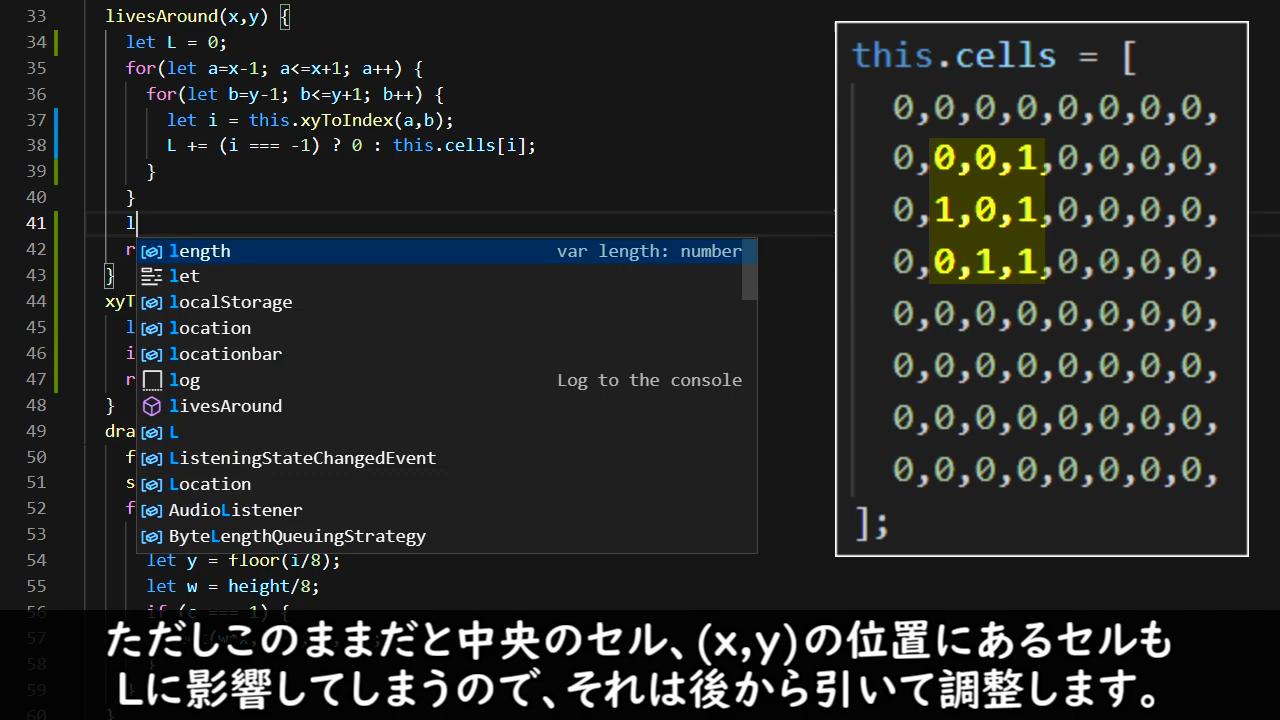 33 livesAround(x,y) {
34 let L = 0;
35 for(let a=x-1; a<=x+1; a++) {
36 for(let b=y-1; b<=y+1; b++) {
37 let i = this.xyToIndex(a,b);
38 L += (i === -1) ? 0 : this.cells[i];
39 }
40 }
41 l
length var length: number
let
localStorage
location
locationbar
log Log to the console
livesAround
L
ListeningStateChangedEvent
Location
AudioListener
ByteLengthQueuingStrategy
42 r
43 }
44 xyT
45 l
46 i
47 r
48 }
49 dra
50 f
51 s
52 f
53
54 let y = floor(i/8);
55 let w = height/8;
56 if (c === 1) {
57
58 }
59
60
this.cells = [
0,0,0,0,0,0,0,0,
0,0,0,1,0,0,0,0,
0,1,0,1,0,0,0,0,
0,0,1,1,0,0,0,0,
0,0,0,0,0,0,0,0,
0,0,0,0,0,0,0,0,
0,0,0,0,0,0,0,0,
0,0,0,0,0,0,0,0,
];
ただしこのままだと中央のセル、(x,y)の位置にあるセルも
Lに影響してしまうので、それは後から引いて調整します。